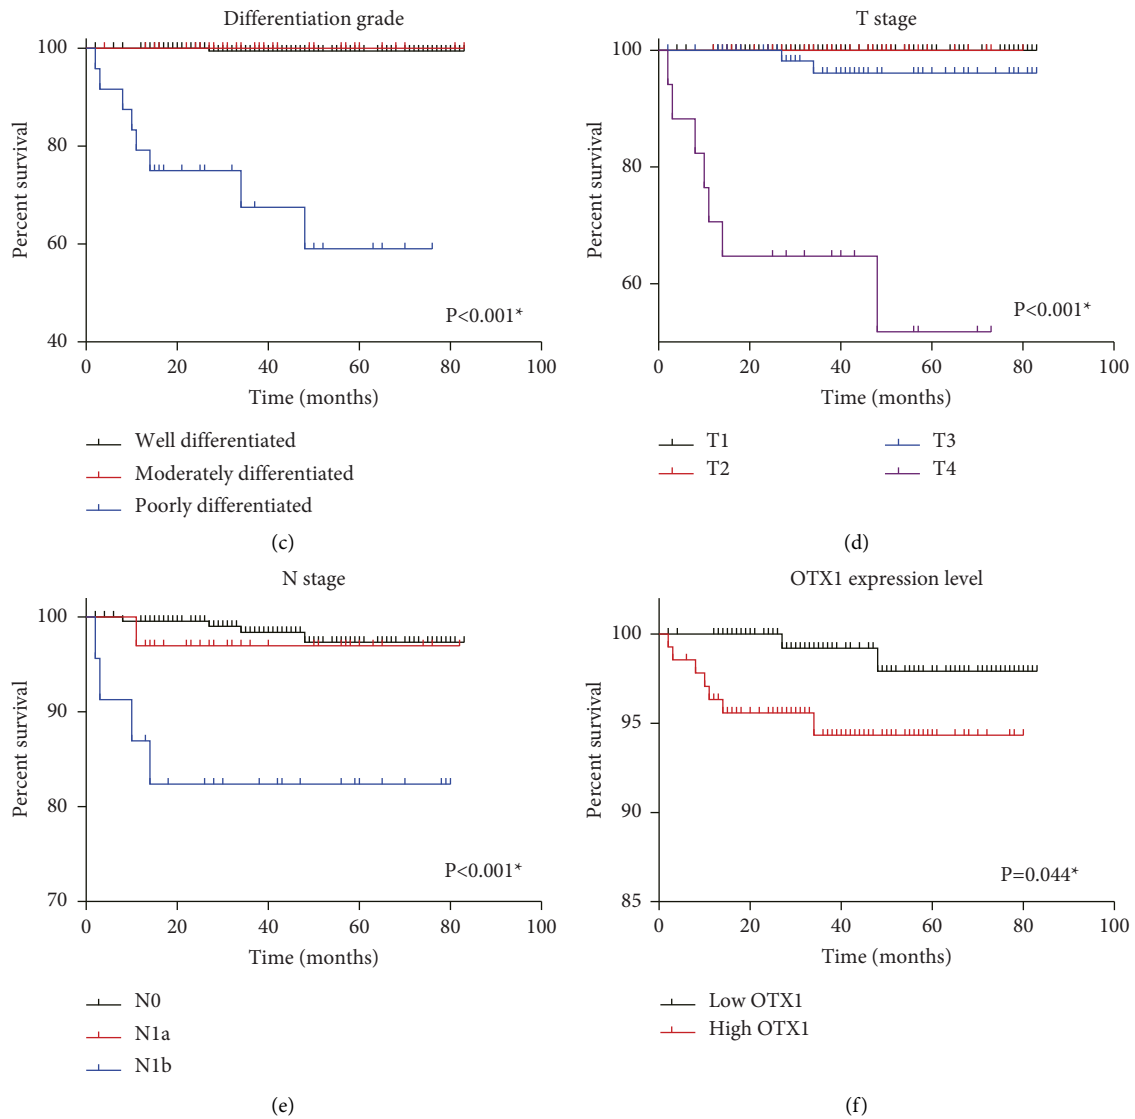 Differentiation grade
100
80
60
40
Percent survival
P<0.001*
0 20 40 60 80 100
Time (months)
Well differentiated
Moderately differentiated
Poorly differentiated
(c)
T stage
100
80
60
Percent survival
P<0.001*
0 20 40 60 80 100
Time (months)
T1 T3
T2 T4
(d)
N stage
100
90
80
70
Percent survival
P<0.001*
0 20 40 60 80 100
Time (months)
N0
N1a
N1b
(e)
OTX1 expression level
100
95
90
85
Percent survival
P=0.044*
0 20 40 60 80 100
Time (months)
Low OTX1
High OTX1
(f)